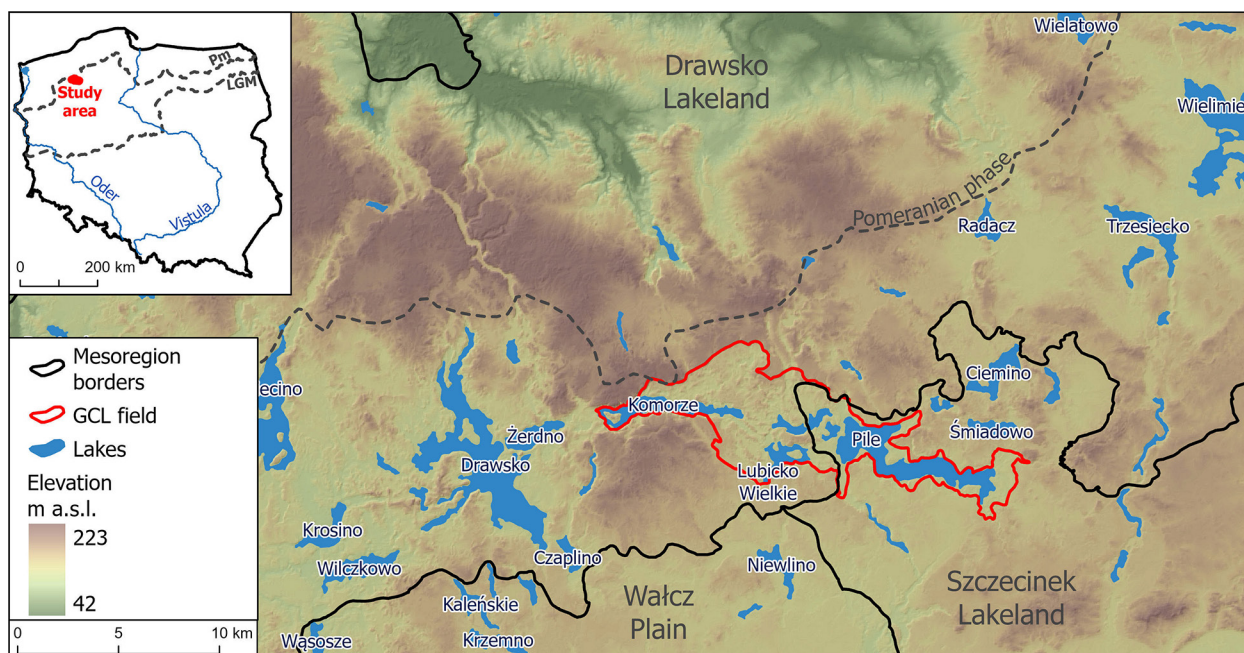 Pm
LGM
Study
area
Oder
Vistula
0
200 km
Mesoregion
borders
GCL field
Lakes
Elevation
m a.s.l.
223
42
0
5
10 km
Wielatowo
Drawsko
Lakeland
Wielimie
Pomeranian phase
Radacz
Trzesiecko
Ciemino
ecino
Komorze
Żerdno
Pile
Śmiadowo
Drawsko
Lubicko
Wielkie
Krosino
Czaplino
Wilczkowo
Niewlino
Szczecinek
Lakeland
Kaleńskie
Wałcz
Plain
Wąsosze
Krzemno